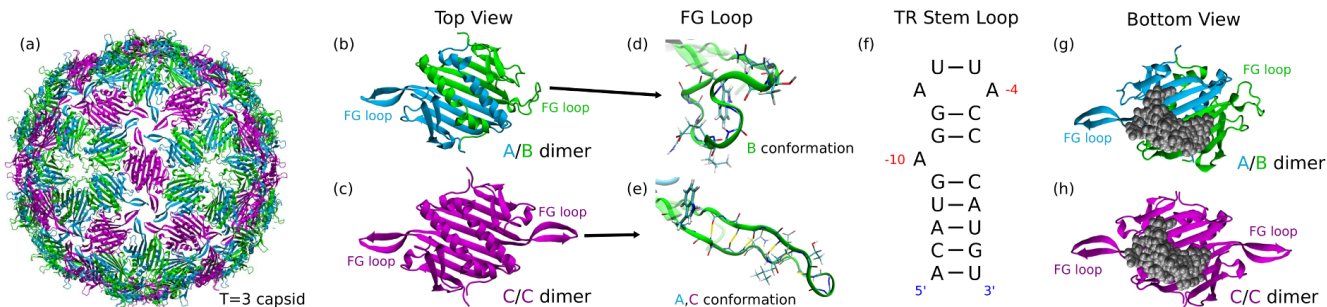 Top View
FG Loop
TR Stem Loop
Bottom View
(a)
T=3 capsid
(b)
FG loop
FG loop
A/B dimer
(c)
FG loop
FG loop
C/C dimer
(d)
B conformation
(e)
A,C conformation
(f)
U U
A A -4
G C
G C
-10 A
G C
U A
A U
C G
A U
5' 3'
(g)
FG loop
FG loop
A/B dimer
(h)
FG loop
FG loop
C/C dimer